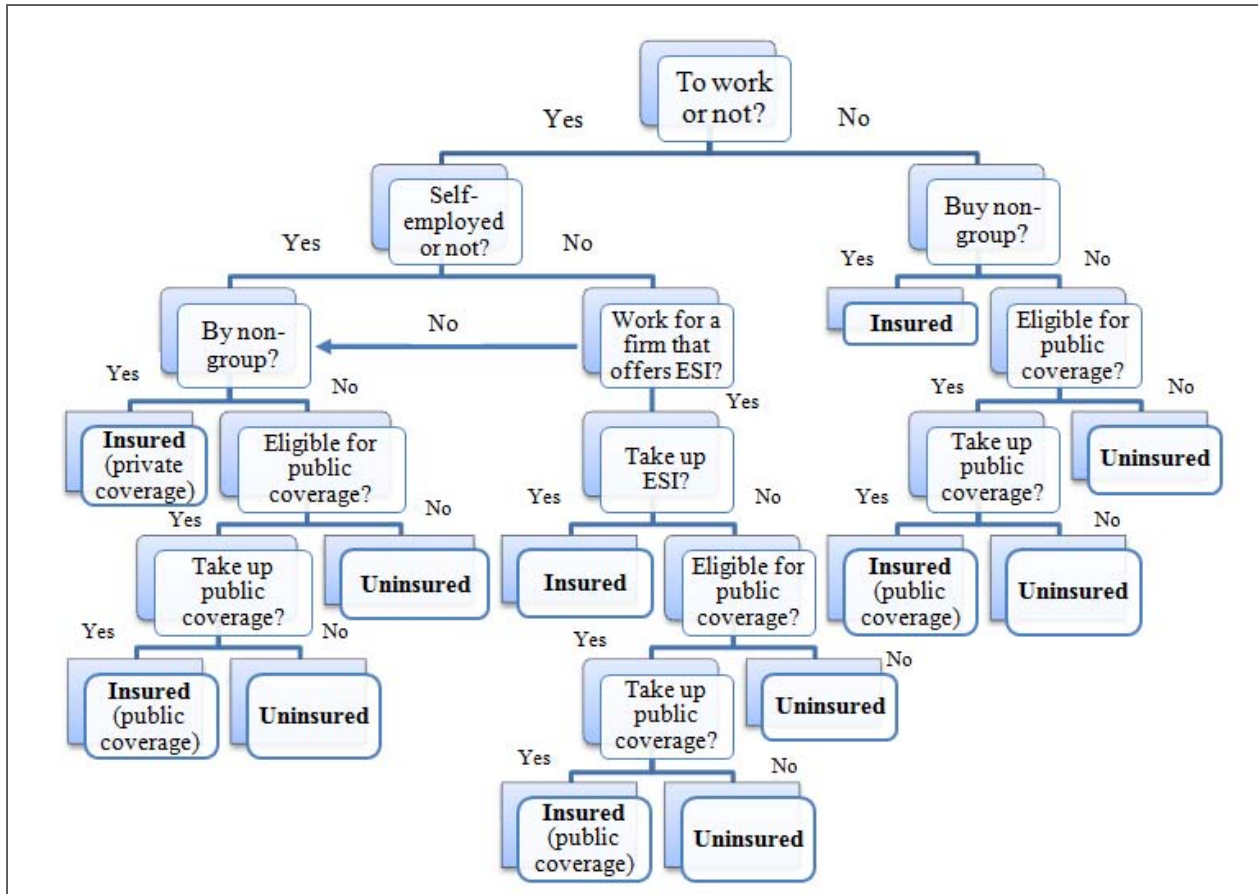 To work
or not?
Yes
No
Self-
employed
or not?
Buy non-
group?
Yes
No
Yes
No
By non-
group?
No
Work for a
firm that
offers ESI?
Insured
Eligible for
public
coverage?
Yes
No
Yes
Yes
No
Insured
(private
coverage)
Eligible for
public
coverage?
Take up
ESI?
Take up
public
coverage?
Uninsured
Yes
No
Yes
No
Yes
No
Take up
public
coverage?
Uninsured
Insured
Eligible for
public
coverage?
Insured
(public
coverage)
Uninsured
Yes
No
Yes
No
Insured
(public
coverage)
Uninsured
Take up
public
coverage?
Uninsured
Yes
No
Insured
(public
coverage)
Uninsured